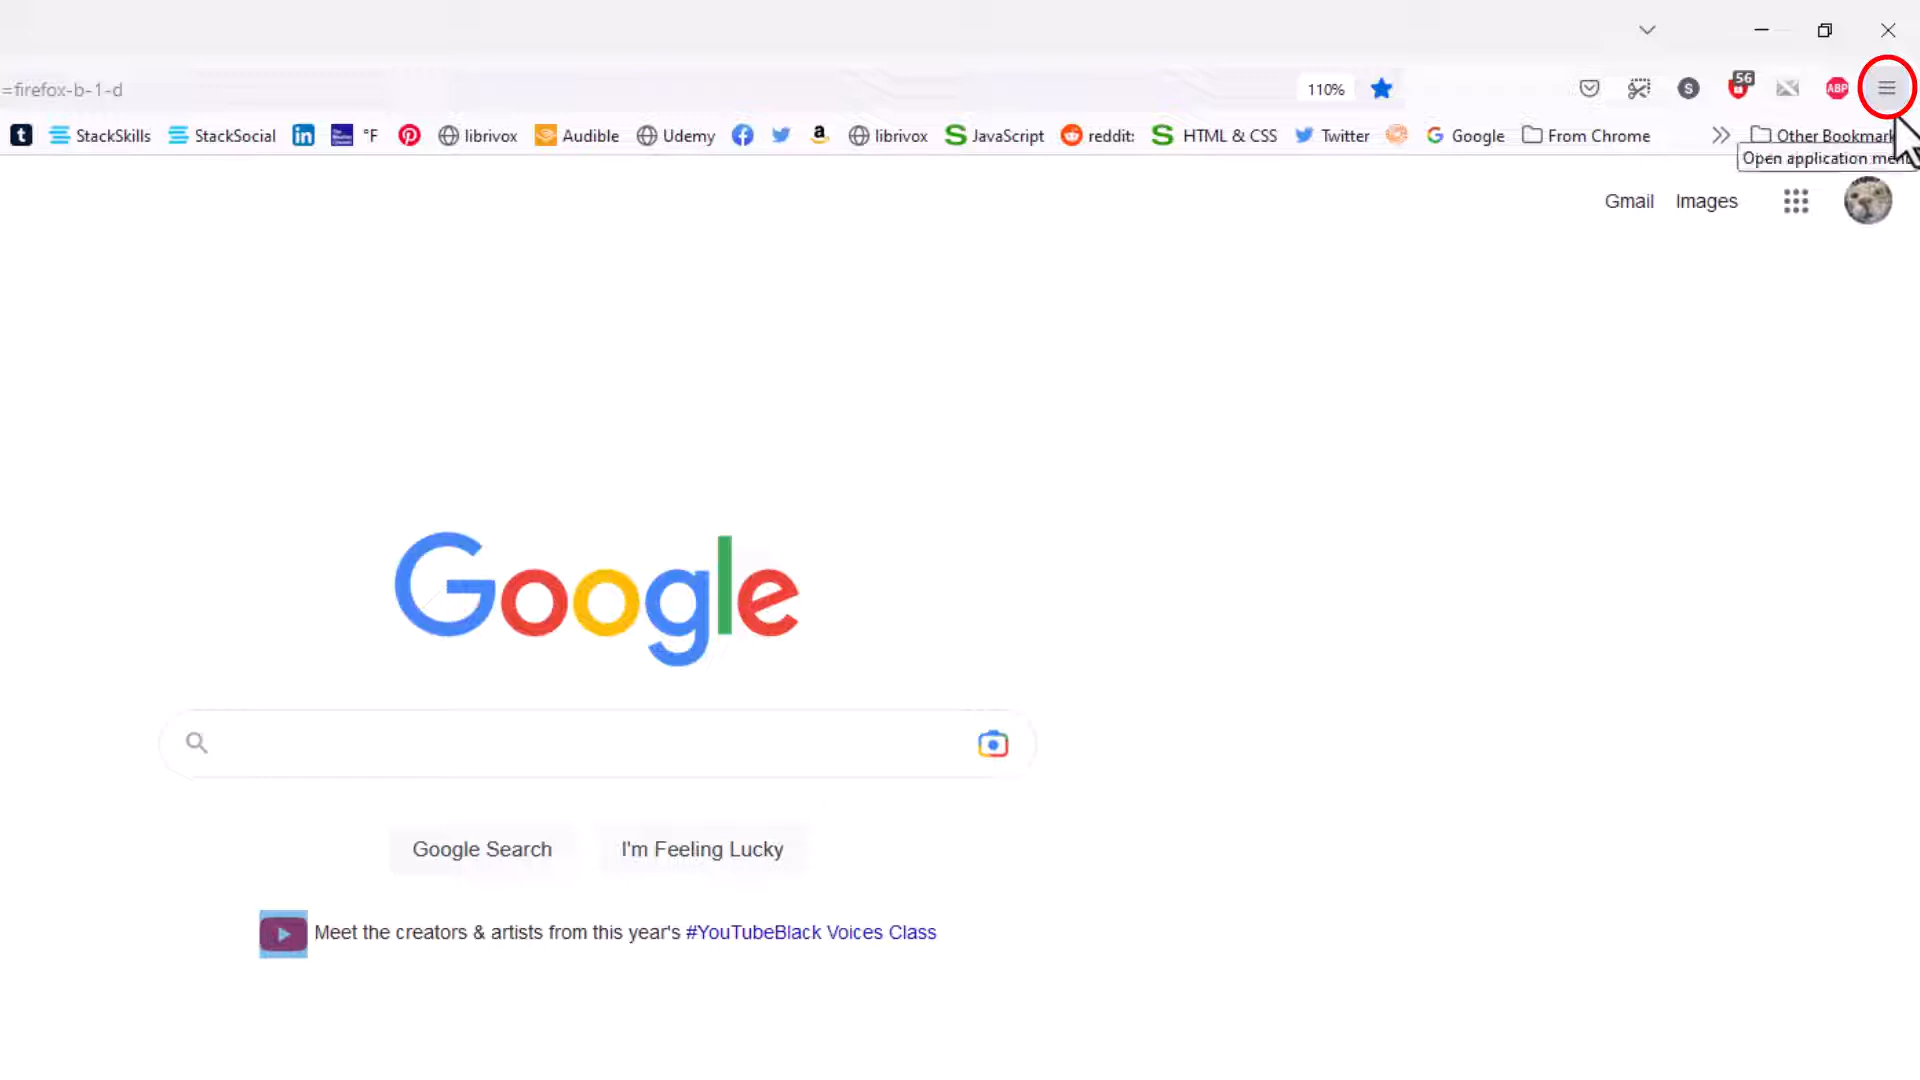 =firefox-b-1-d
110%
S
56
ABP
t
StackSkills
StackSocial
in
°F
librivox
Audible
Udemy
librivox
S JavaScript
reddit:
S HTML & CSS
Twitter
G Google
From Chrome
Other Bookmark
Open application men
Gmail
Images
Google
Google Search
I'm Feeling Lucky
Meet the creators & artists from this year's #YouTubeBlack Voices Class